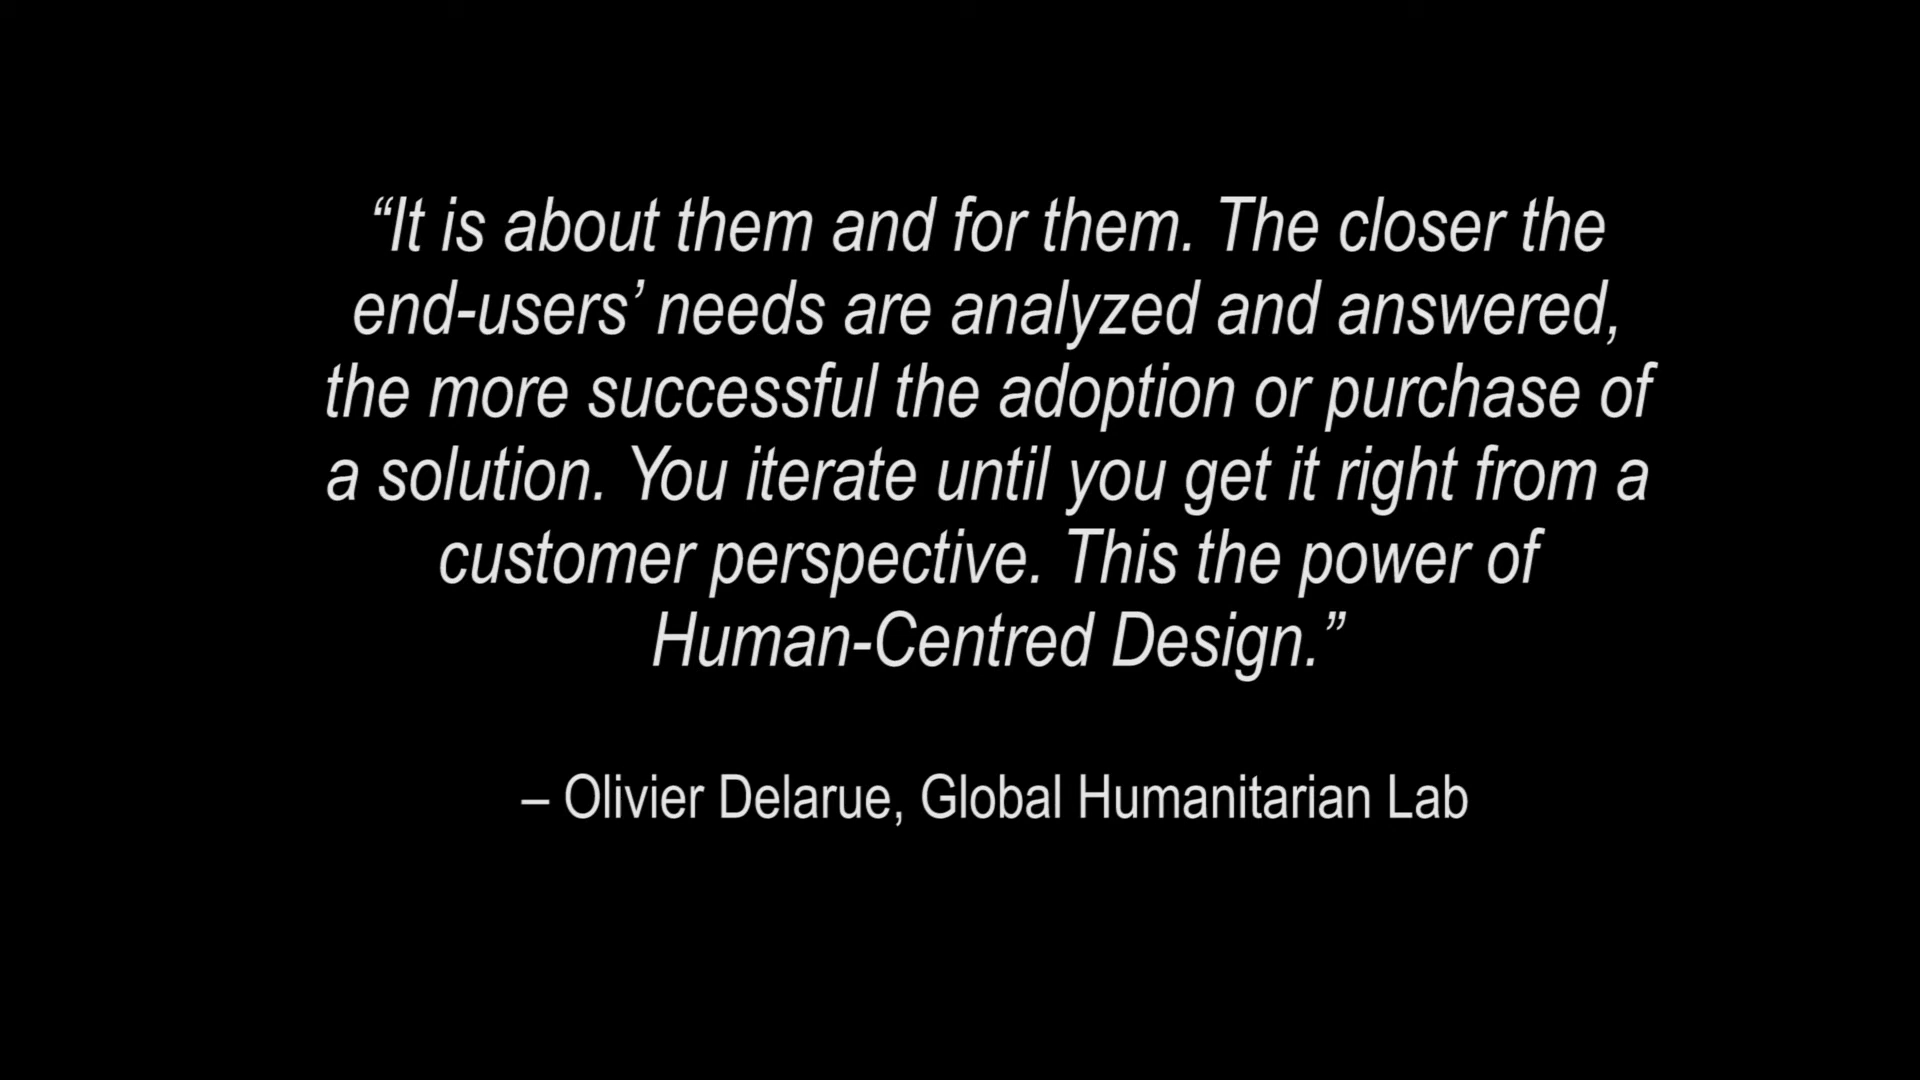 “It is about them and for them. The closer the
end-users’ needs are analyzed and answered,
the more successful the adoption or purchase of
a solution. You iterate until you get it right from a
customer perspective. This the power of
Human-Centred Design.”
– Olivier Delarue, Global Humanitarian Lab